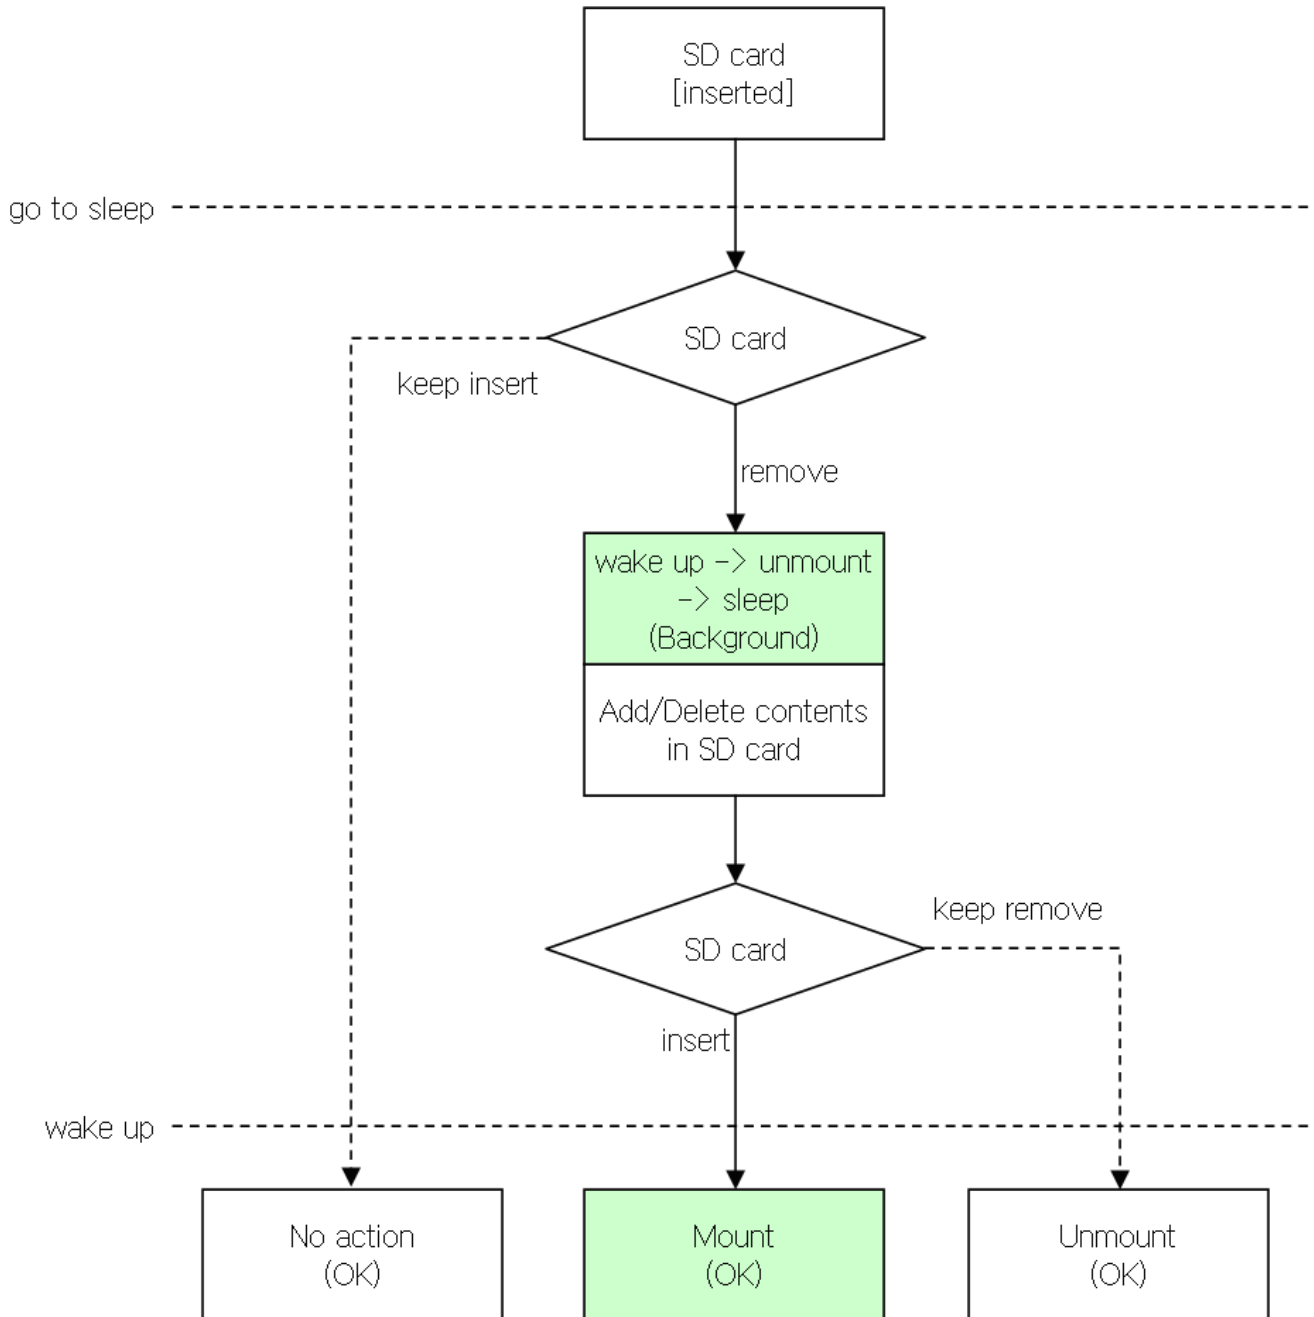 SD card
[inserted]
go to sleep
SD card
keep insert
remove
wake up -> unmount
-> sleep
(Background)
Add/Delete contents
in SD card
keep remove
SD card
insert
wake up
No action
(OK)
Mount
(OK)
Unmount
(OK)